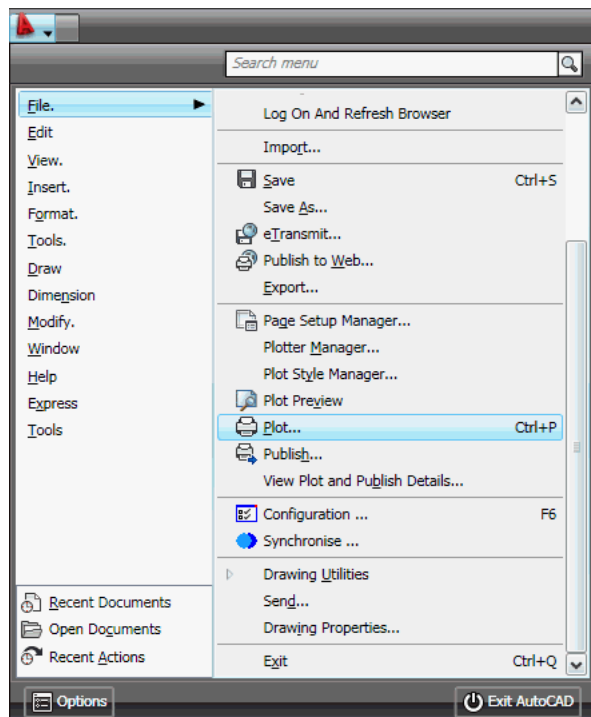 Search menu
File.
Edit
View.
Insert.
Format.
Tools.
Draw
Dimension
Modify.
Window
Help
Express
Tools
Log On And Refresh Browser
Import...
Save Ctrl+S
Save As...
eTransmit...
Publish to Web...
Export...
Page Setup Manager...
Plotter Manager...
Plot Style Manager...
Plot Preview
Plot... Ctrl+P
Publish...
View Plot and Publish Details...
Configuration ... F6
Synchronise ...
Drawing Utilities
Send...
Drawing Properties...
Exit Ctrl+Q
Recent Documents
Open Documents
Recent Actions
Options
Exit AutoCAD